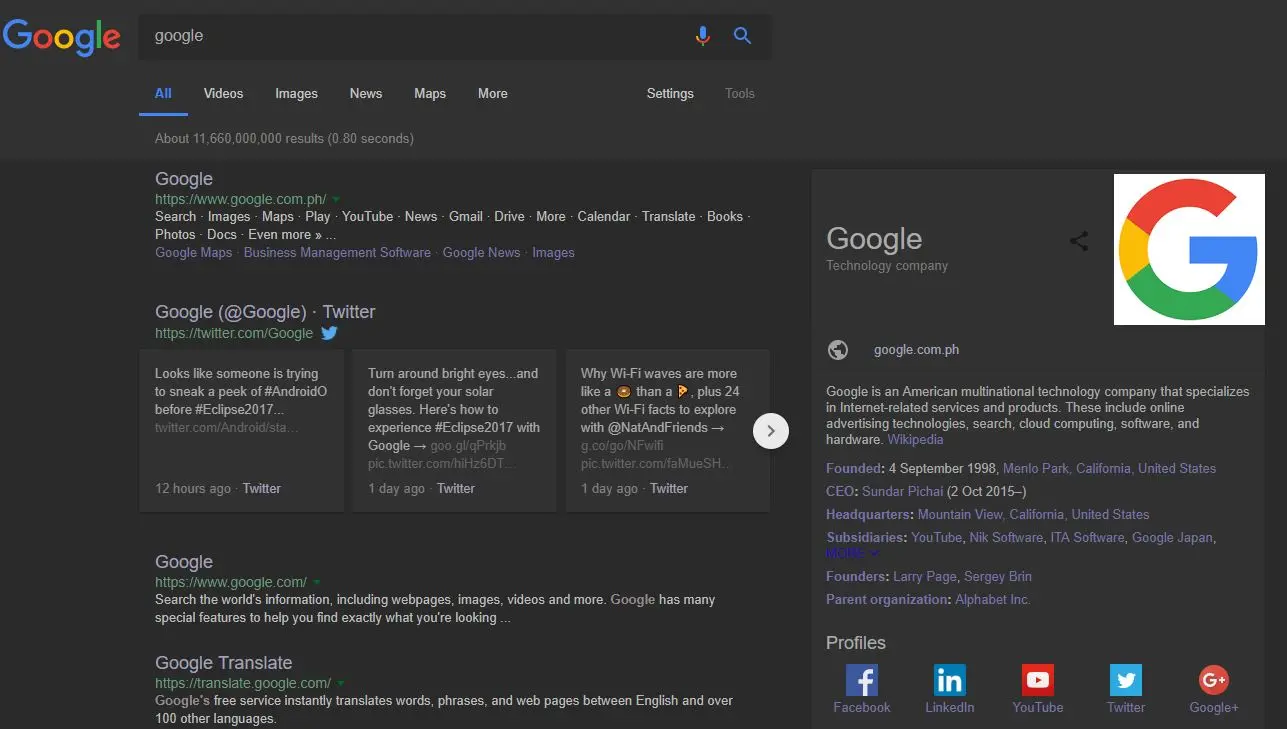 Google
google
All Videos Images News Maps More Settings Tools
About 11,660,000,000 results (0.80 seconds)
Google
https://www.google.com.ph/
Search · Images · Maps · Play · YouTube · News · Gmail · Drive · More · Calendar · Translate · Books ·
Photos · Docs · Even more » ...
Google Maps · Business Management Software · Google News · Images
Google (@Google) · Twitter
https://twitter.com/Google
Looks like someone is trying
to sneak a peek of #AndroidO
before #Eclipse2017...
twitter.com/Android/sta...
12 hours ago · Twitter
Turn around bright eyes...and
don't forget your solar
glasses. Here's how to
experience #Eclipse2017 with
Google → goo.gl/qPrkjb
pic.twitter.com/hiHz6DT...
1 day ago · Twitter
Why Wi-Fi waves are more
like a 🍩 than a 🍕, plus 24
other Wi-Fi facts to explore
with @NatAndFriends →
g.co/go/NFwifi
pic.twitter.com/faMueSH...
1 day ago · Twitter
Google
https://www.google.com/
Search the world's information, including webpages, images, videos and more. Google has many
special features to help you find exactly what you're looking ...
Google Translate
https://translate.google.com/
Google's free service instantly translates words, phrases, and web pages between English and over
100 other languages.
Google
Technology company
google.com.ph
Google is an American multinational technology company that specializes
in Internet-related services and products. These include online
advertising technologies, search, cloud computing, software, and
hardware. Wikipedia
Founded: 4 September 1998, Menlo Park, California, United States
CEO: Sundar Pichai (2 Oct 2015–)
Headquarters: Mountain View, California, United States
Subsidiaries: YouTube, Nik Software, ITA Software, Google Japan,
MORE
Founders: Larry Page, Sergey Brin
Parent organization: Alphabet Inc.
Profiles
Facebook LinkedIn YouTube Twitter Google+